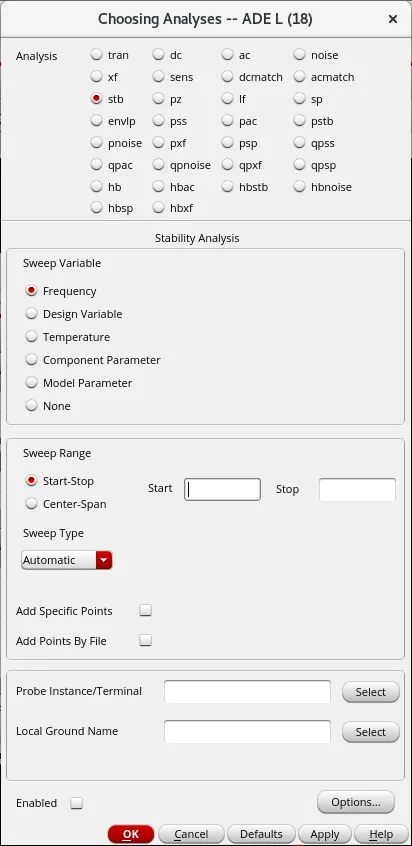 Choosing Analyses -- ADE L (18) ×
Analysis tran dc ac noise
xf sens dcmatch acmatch
stb pz lf sp
envlp pss pac pstb
pnoise pxf psp qpss
qpac qpnoise qpxf qpsp
hb hbac hbstb hbnoise
hbsp hbxf
Stability Analysis
Sweep Variable
Frequency
Design Variable
Temperature
Component Parameter
Model Parameter
None
Sweep Range
Start-Stop Start Stop
Center-Span
Sweep Type
Automatic
Add Specific Points
Add Points By File
Probe Instance/Terminal Select
Local Ground Name Select
Enabled Options...
OK Cancel Defaults Apply Help